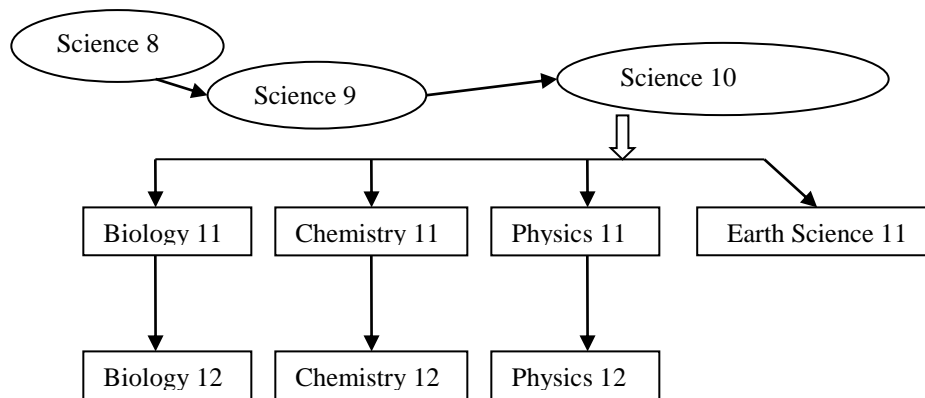 Science 8
Science 9
Science 10
Biology 11
Chemistry 11
Physics 11
Earth Science 11
Biology 12
Chemistry 12
Physics 12